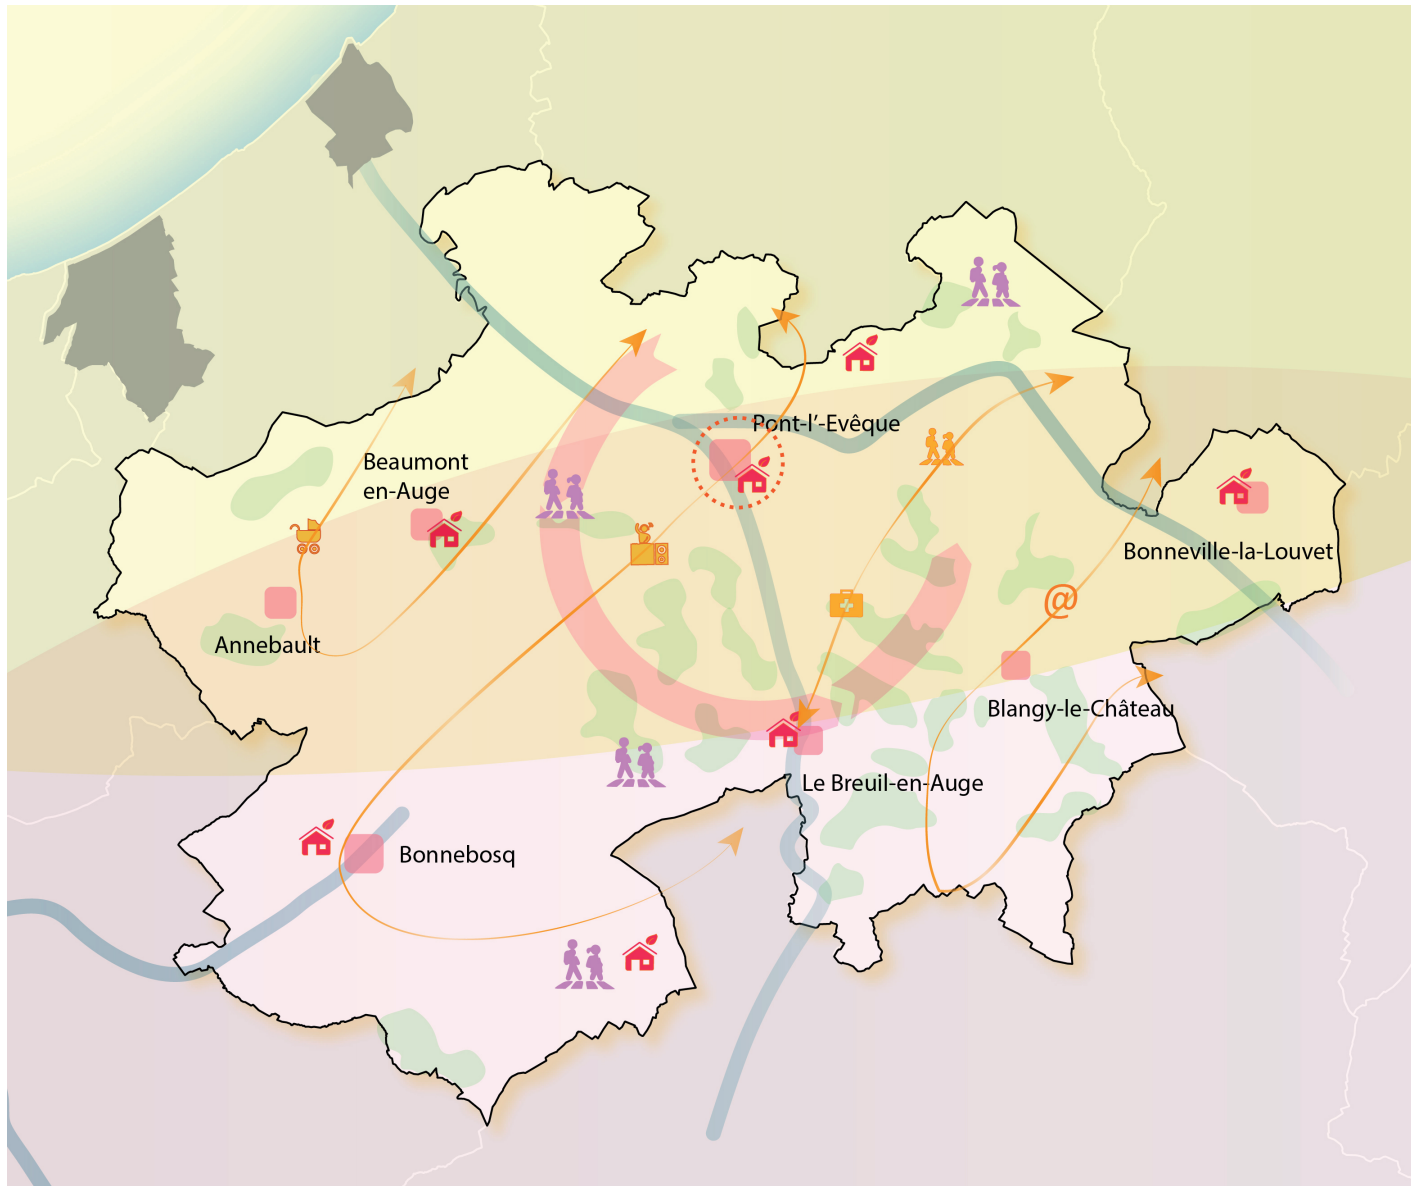 Pont-l'-Evêque
Beaumont
en-Auge
Bonneville-la-Louvet
@
Annebault
Blangy-le-Château
Le Breuil-en-Auge
Bonnebosq